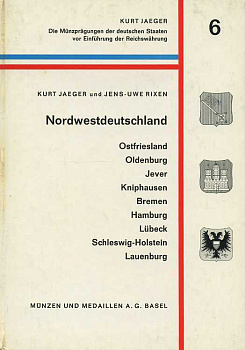 KURT JAEGER
Die Münzprägungen der deutschen Staaten
vor Einführung der Reichswährung
6
KURT JAEGER und JENS-UWE RIXEN
Nordwestdeutschland
Ostfriesland
Oldenburg
Jever
Kniphausen
Bremen
Hamburg
Lübeck
Schleswig-Holstein
Lauenburg
MÜNZEN UND MEDAILLEN A.G. BASEL